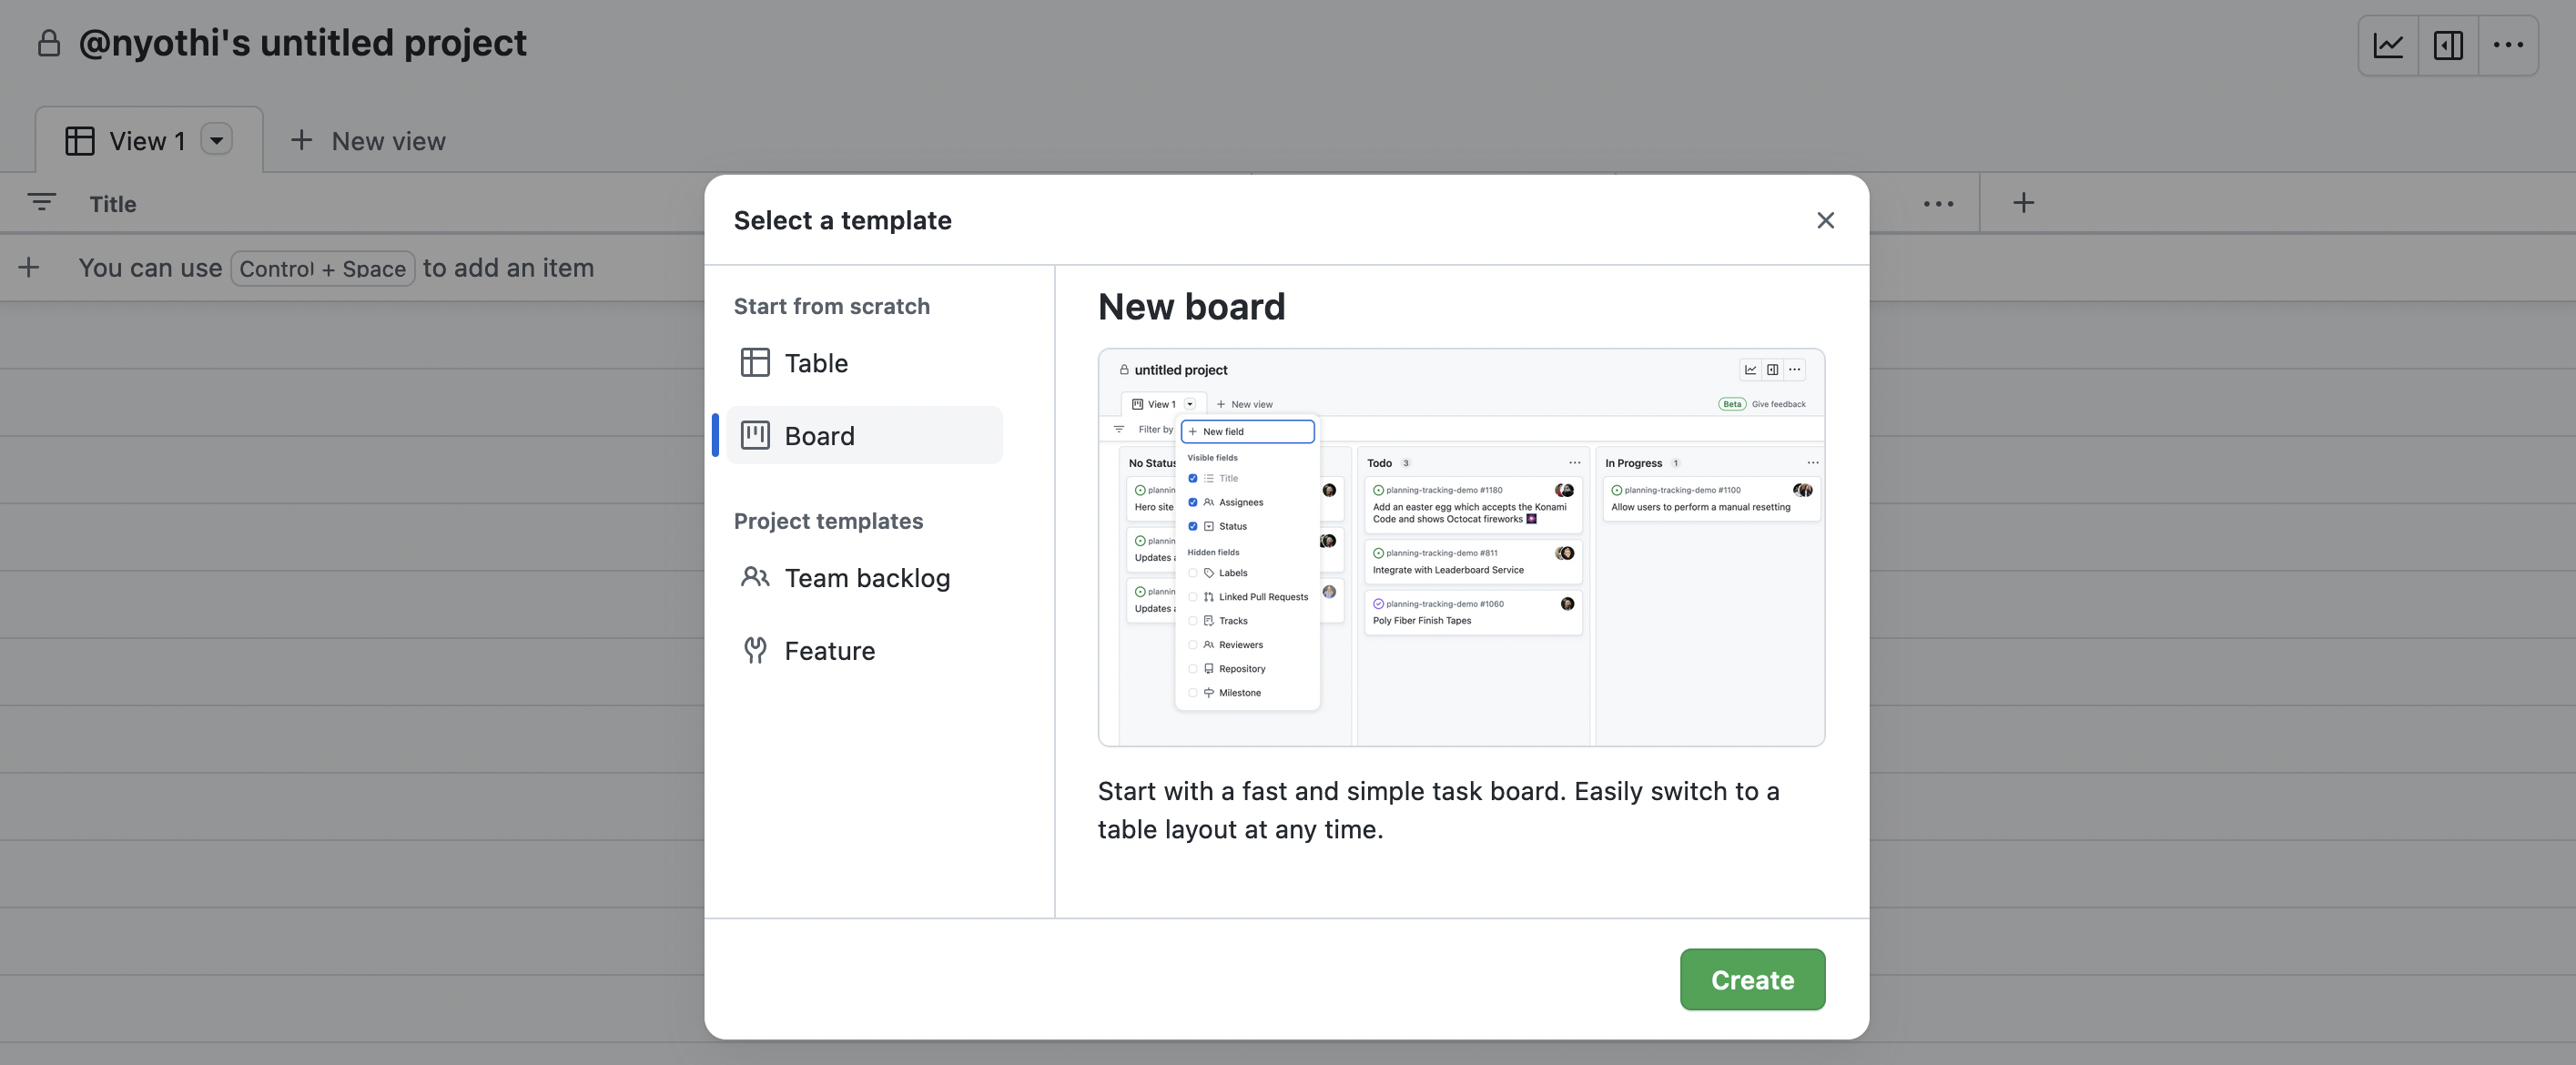 @nyothi's untitled project
View 1
New view
Title
You can use Control + Space to add an item
Select a template
Start from scratch
Table
Board
Project templates
Team backlog
Feature
New board
untitled project
View 1
New view
Beta Give feedback
Filter by
New field
Visible fields
Title
Assignees
Status
Hidden fields
Labels
Linked Pull Requests
Tracks
Reviewers
Repository
Milestone
No Status
Hero site
Updates
Updates
Todo 3
planning-tracking-demo #1180
Add an easter egg which accepts the Konami
Code and shows Octocat fireworks
planning-tracking-demo #811
Integrate with Leaderboard Service
planning-tracking-demo #1060
Poly Fiber Finish Tapes
In Progress 1
planning-tracking-demo #1100
Allow users to perform a manual resetting
Start with a fast and simple task board. Easily switch to a
table layout at any time.
Create